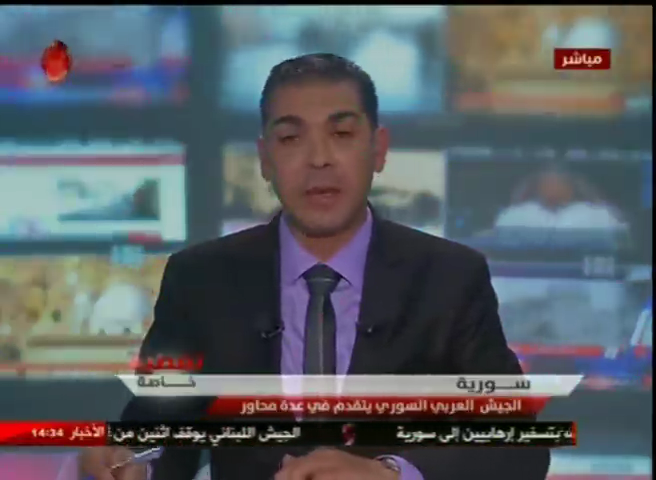 مباشر
تغطية
خاصة
سورية
الجيش العربي السوري يتقدم في عدة محاور
الأخبار 14:34
الجيش اللبناني يوقف اثنين من
بتسفير إرهابيين إلى سورية